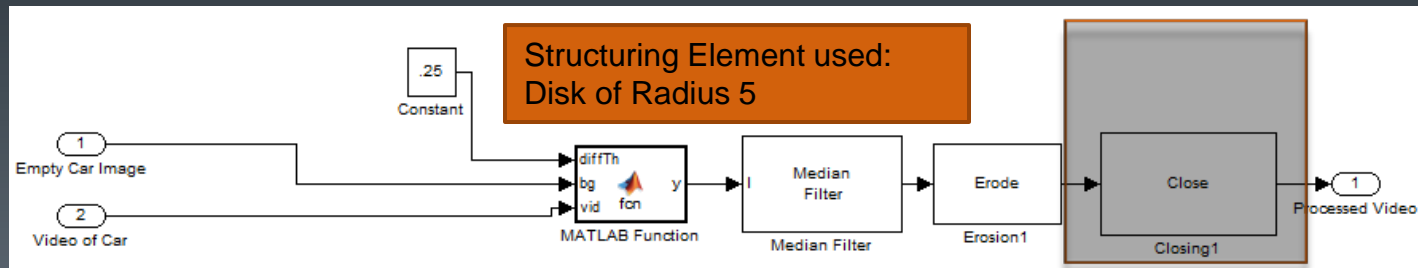 Structuring Element used:
Disk of Radius 5
.25
Constant
1
Empty Car Image
2
Video of Car
diffTh
bg
vid
fcn
y
MATLAB Function
I
Median
Filter
Median Filter
Erode
Erosion1
Close
Closing1
1
Processed Video